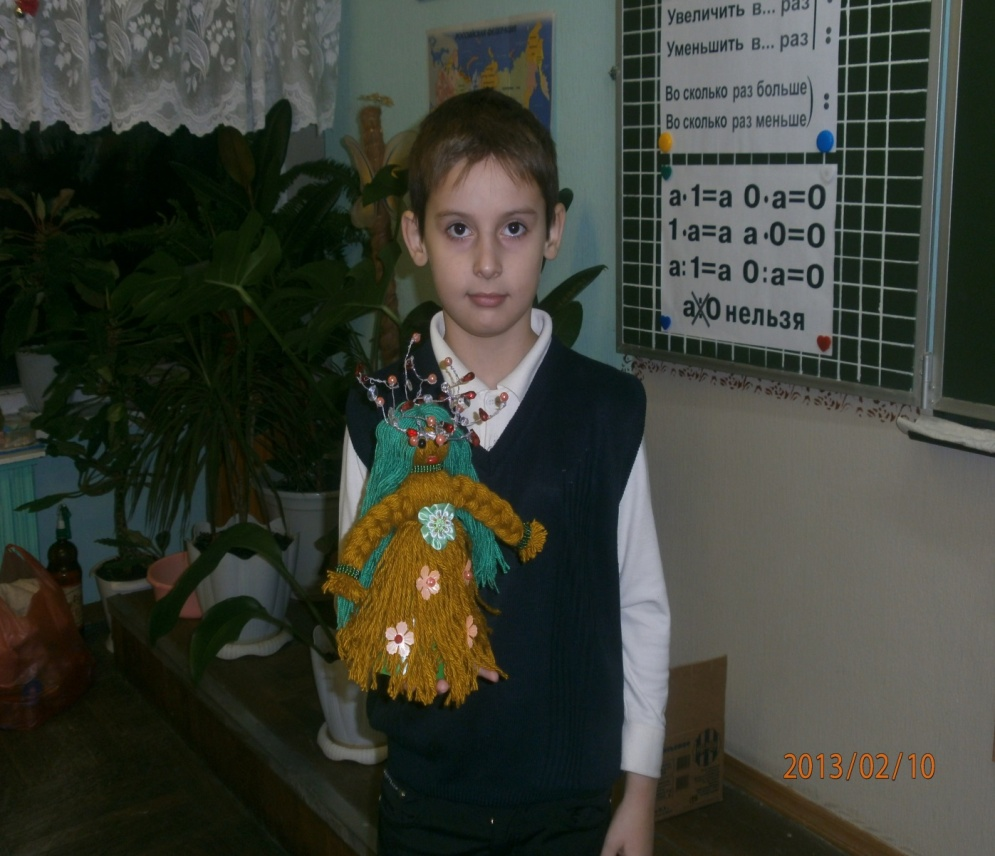 Увеличить в... раз
Уменьшить в... раз
:
Во сколько раз больше
Во сколько раз меньше
:
а·1=а 0·а=0
1·а=а а·0=0
а:1=а 0:а=0
а:0 нельзя
2013/02/10